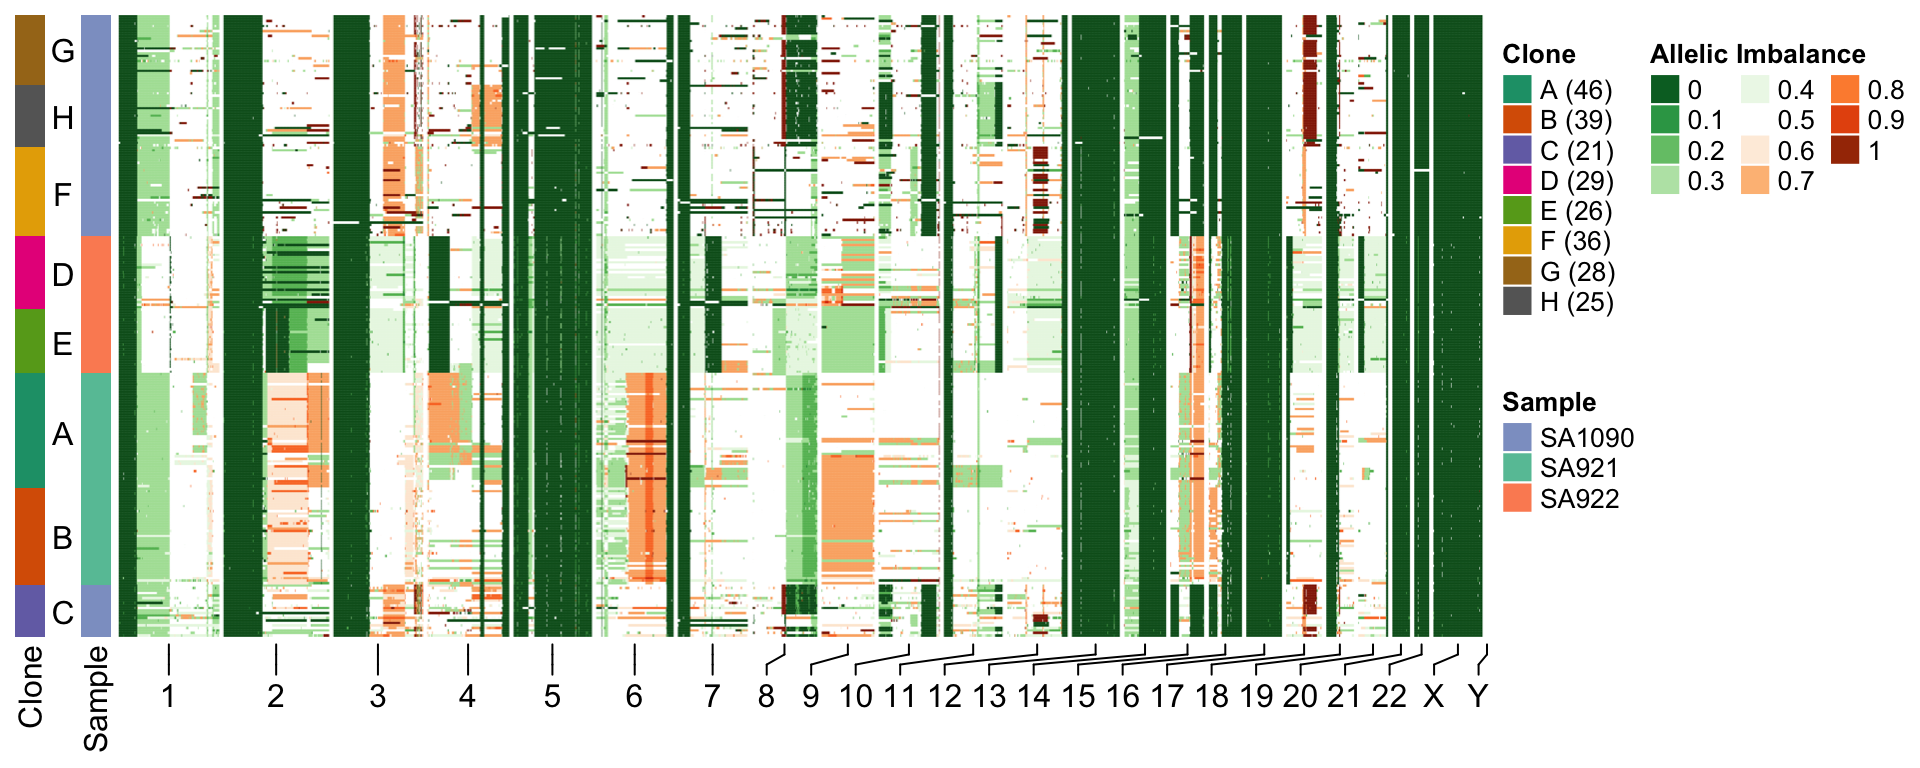 G
H
F
D
E
A
B
C
Clone
Sample
1 2 3 4 5 6 7 8 9 10 11 12 13 14 15 16 17 18 19 20 21 22 X Y
Clone
A (46)
B (39)
C (21)
D (29)
E (26)
F (36)
G (28)
H (25)
Allelic Imbalance
0 0.4 0.8
0.1 0.5 0.9
0.2 0.6 1
0.3 0.7
Sample
SA1090
SA921
SA922